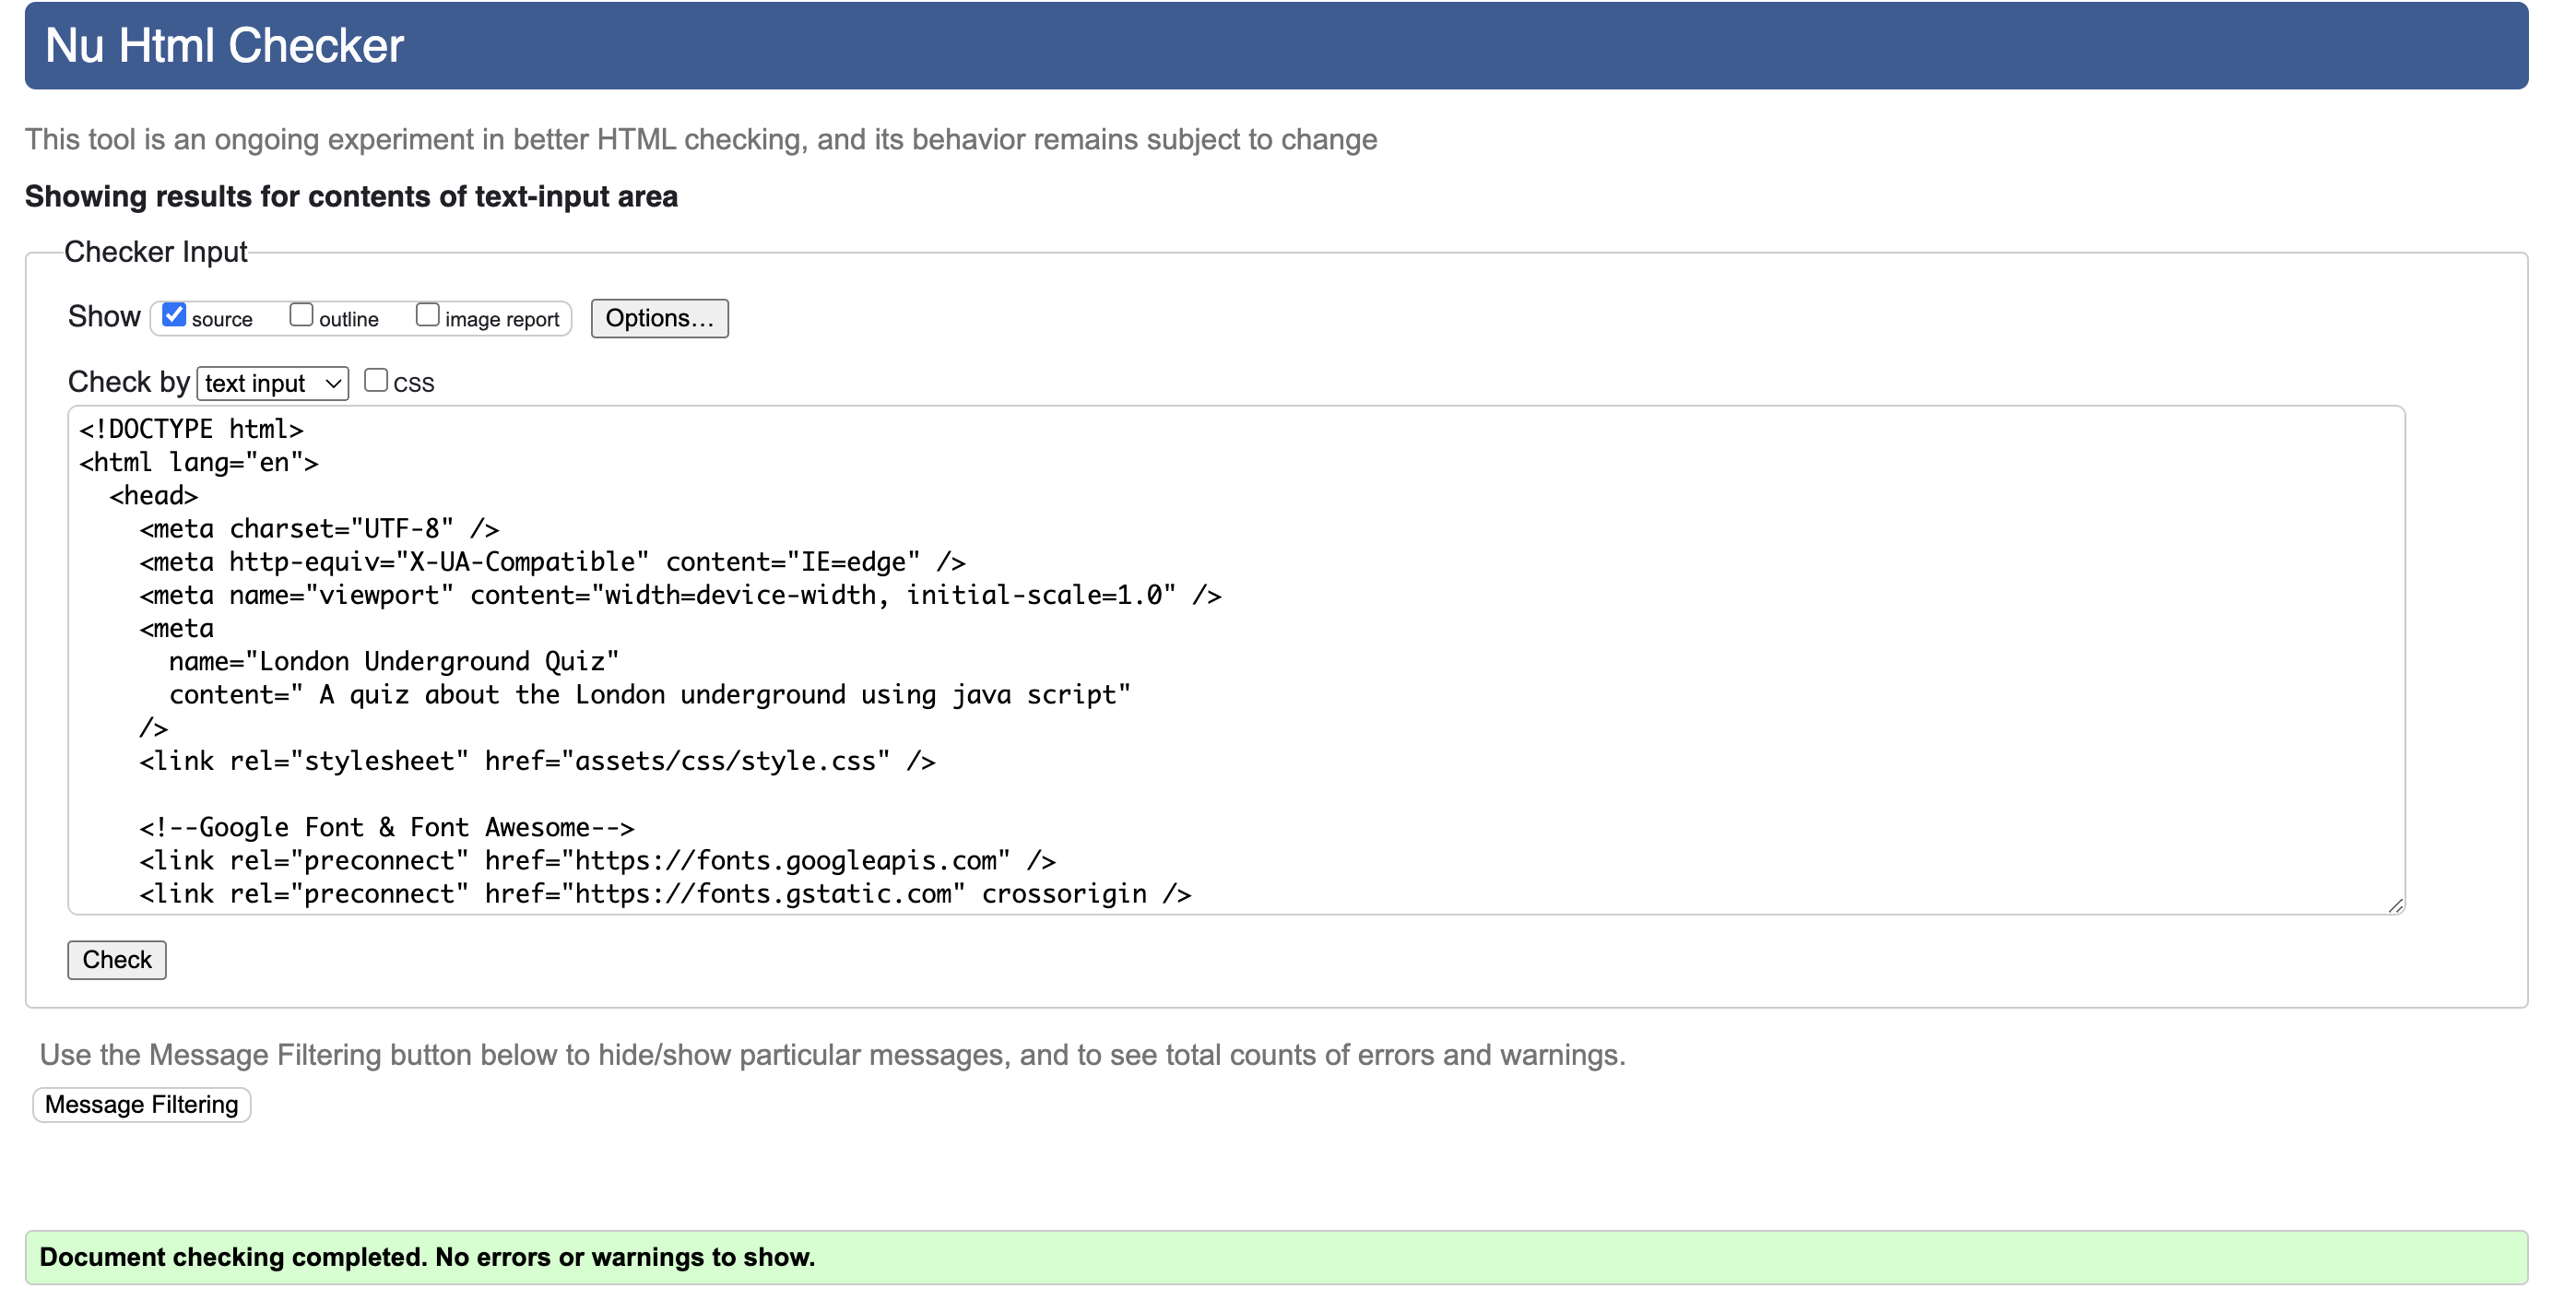 Nu Html Checker
This tool is an ongoing experiment in better HTML checking, and its behavior remains subject to change
Showing results for contents of text-input area
Checker Input
Show source outline image report Options...
Check by text input CSS
<!DOCTYPE html>
<html lang="en">
  <head>
    <meta charset="UTF-8" />
    <meta http-equiv="X-UA-Compatible" content="IE=edge" />
    <meta name="viewport" content="width=device-width, initial-scale=1.0" />
    <meta
      name="London Underground Quiz"
      content=" A quiz about the London underground using java script"
    />
    <link rel="stylesheet" href="assets/css/style.css" />
    <!--Google Font & Font Awesome-->
    <link rel="preconnect" href="https://fonts.googleapis.com" />
    <link rel="preconnect" href="https://fonts.gstatic.com" crossorigin />
Check
Use the Message Filtering button below to hide/show particular messages, and to see total counts of errors and warnings.
Message Filtering
Document checking completed. No errors or warnings to show.